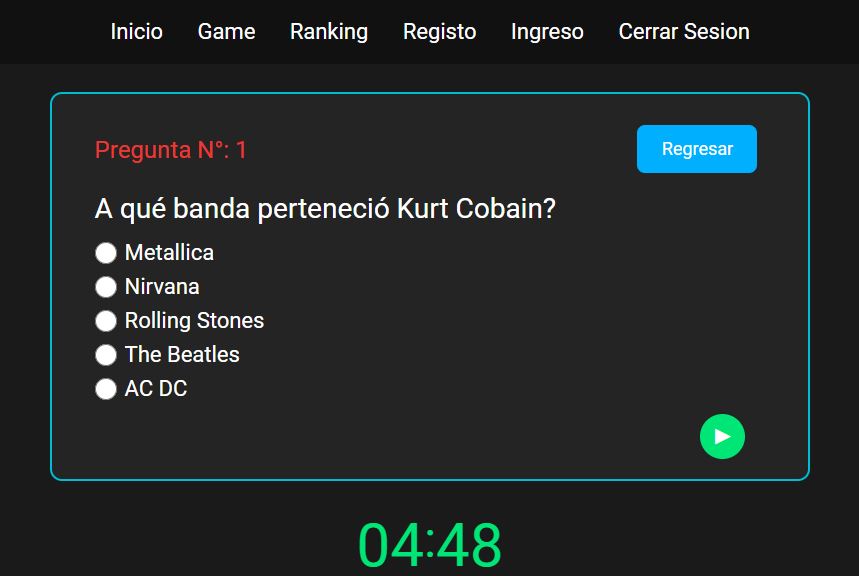 Inicio Game Ranking Registo Ingreso Cerrar Sesion
Pregunta N°: 1
Regresar
A qué banda perteneció Kurt Cobain?
Metallica
Nirvana
Rolling Stones
The Beatles
AC DC
04:48